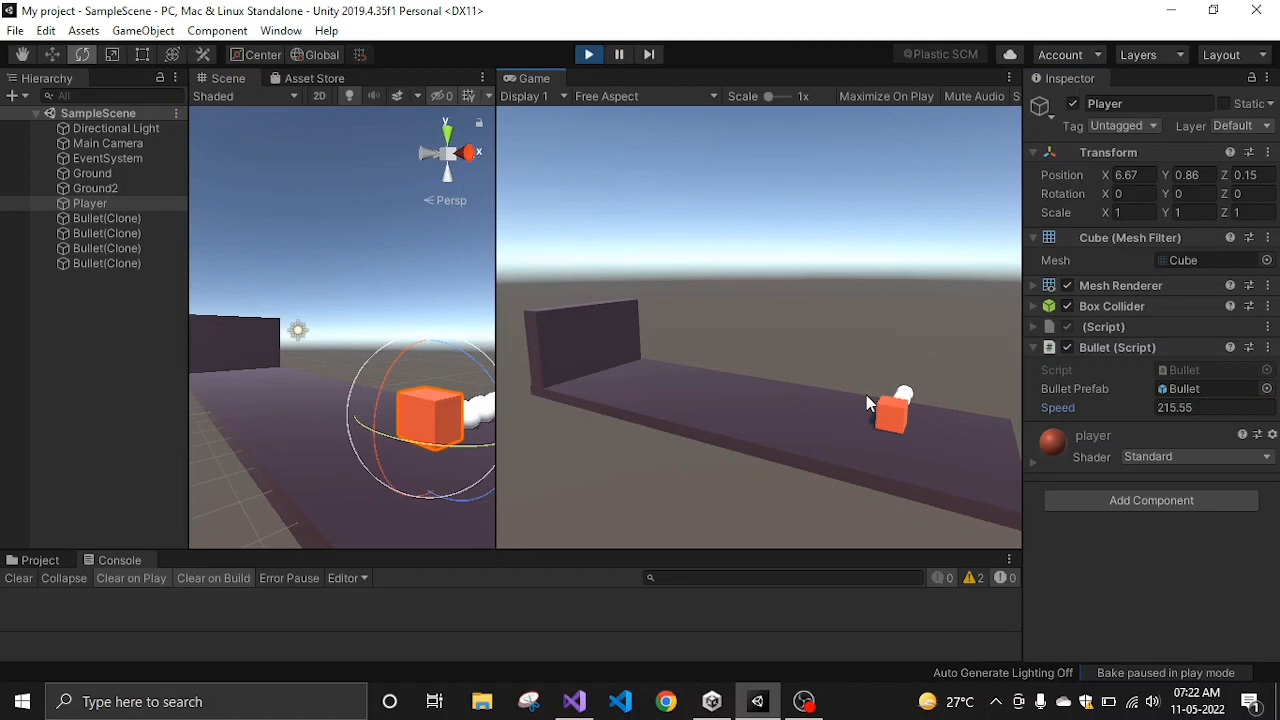 My project - SampleScene - PC, Mac & Linux Standalone - Unity 2019.4.35f1 Personal <DX11>
File Edit Assets GameObject Component Window Help
Center Global Plastic SCM Account Layers Layout
Hierarchy Scene Asset Store Game Inspector
All Shaded 2D 0 Display 1 Free Aspect Scale 1x Maximize On Play Mute Audio S Player Static
SampleScene Tag Untagged Layer Default
Directional Light
Main Camera
EventSystem
Ground
Ground2
Player
Bullet(Clone)
Bullet(Clone)
Bullet(Clone)
Bullet(Clone)
y
x
Persp
Transform
Position X 6.67 Y 0.86 Z 0.15
Rotation X 0 Y 0 Z 0
Scale X 1 Y 1 Z 1
Cube (Mesh Filter)
Mesh Cube
Mesh Renderer
Box Collider
(Script)
Bullet (Script)
Script Bullet
Bullet Prefab Bullet
Speed 215.55
player
Shader Standard
Add Component
Project Console
Clear Collapse Clear on Play Clear on Build Error Pause Editor 0 2 0
Auto Generate Lighting Off Bake paused in play mode
Type here to search 27°C 07:22 AM
11-05-2022 1